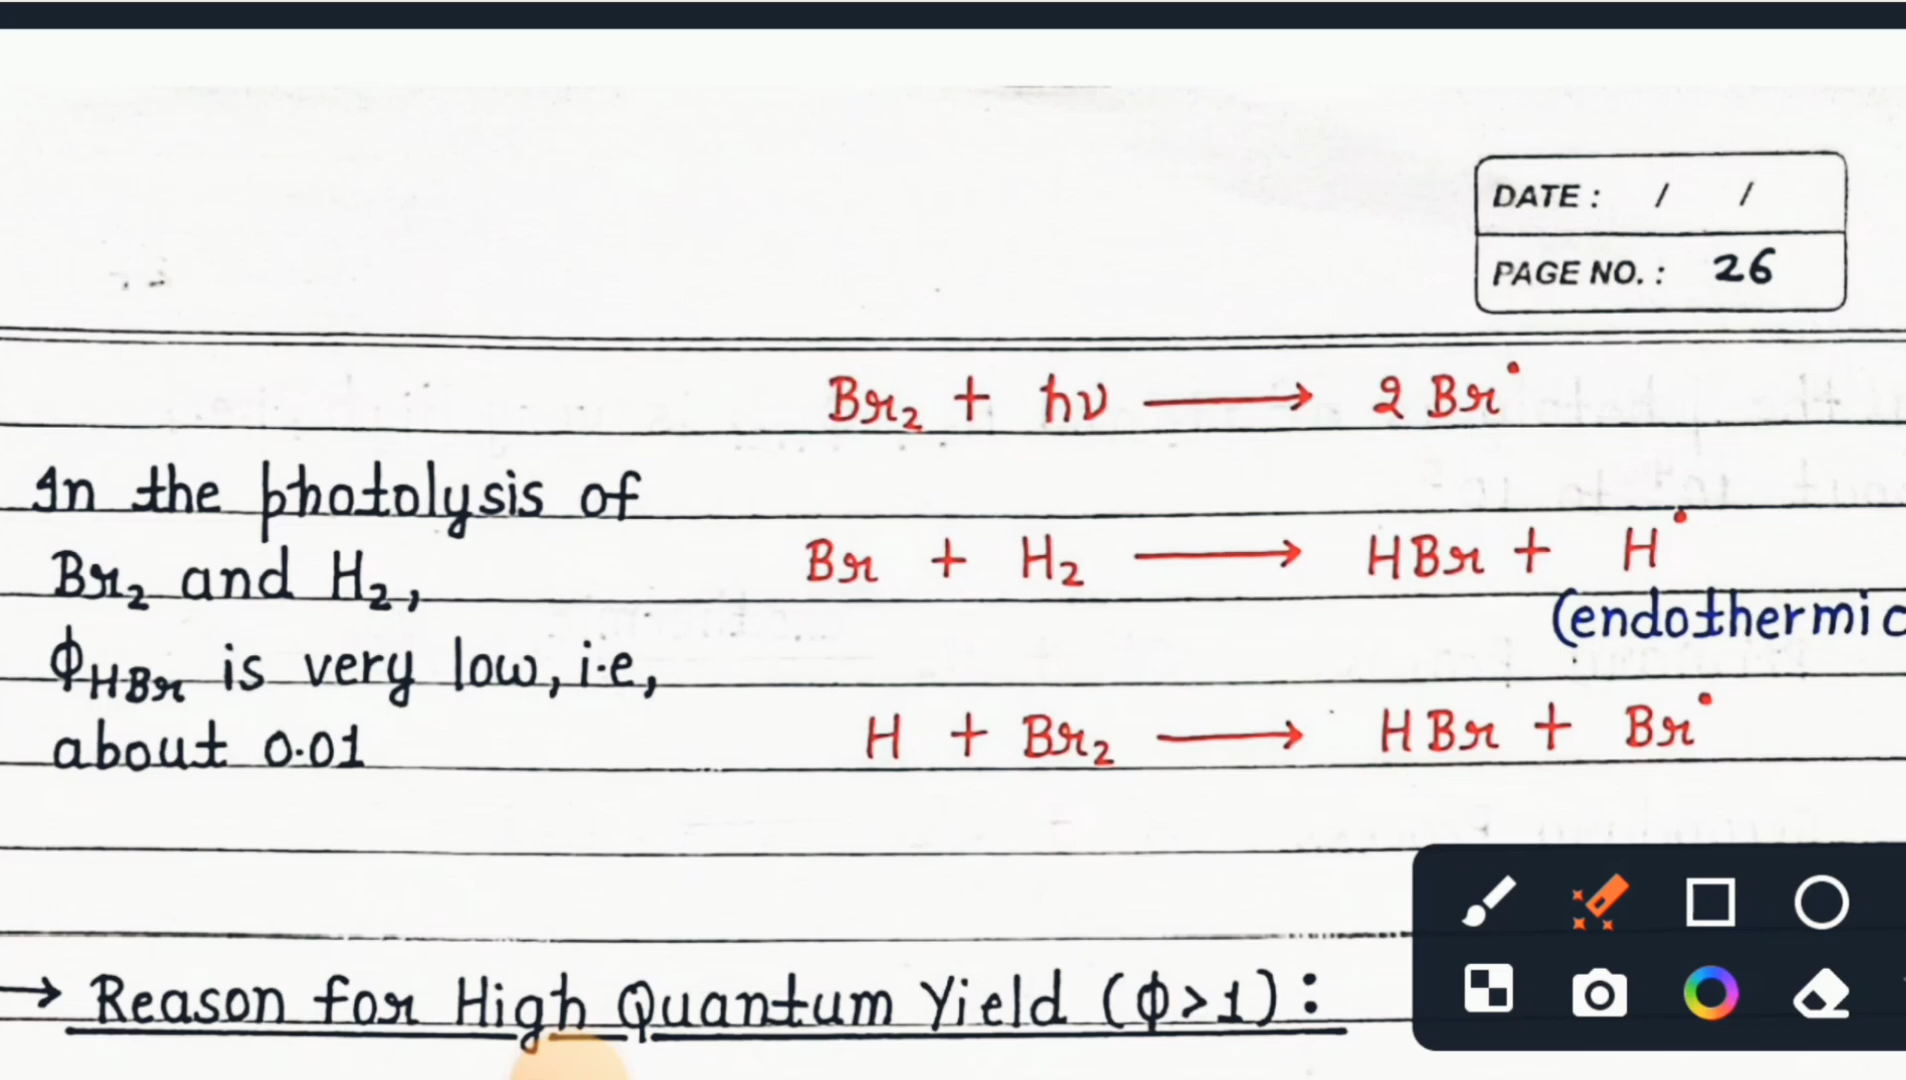 DATE : / /
PAGE NO. : 26
Br₂ + hν ⟶ 2 Br•
In the photolysis of
Br₂ and H₂,
Br + H₂ ⟶ HBr + H•
(endothermic
ϕHBr is very low, i.e,
about 0.01
H + Br₂ ⟶ HBr + Br•
→ Reason for High Quantum Yield (ϕ>1) :